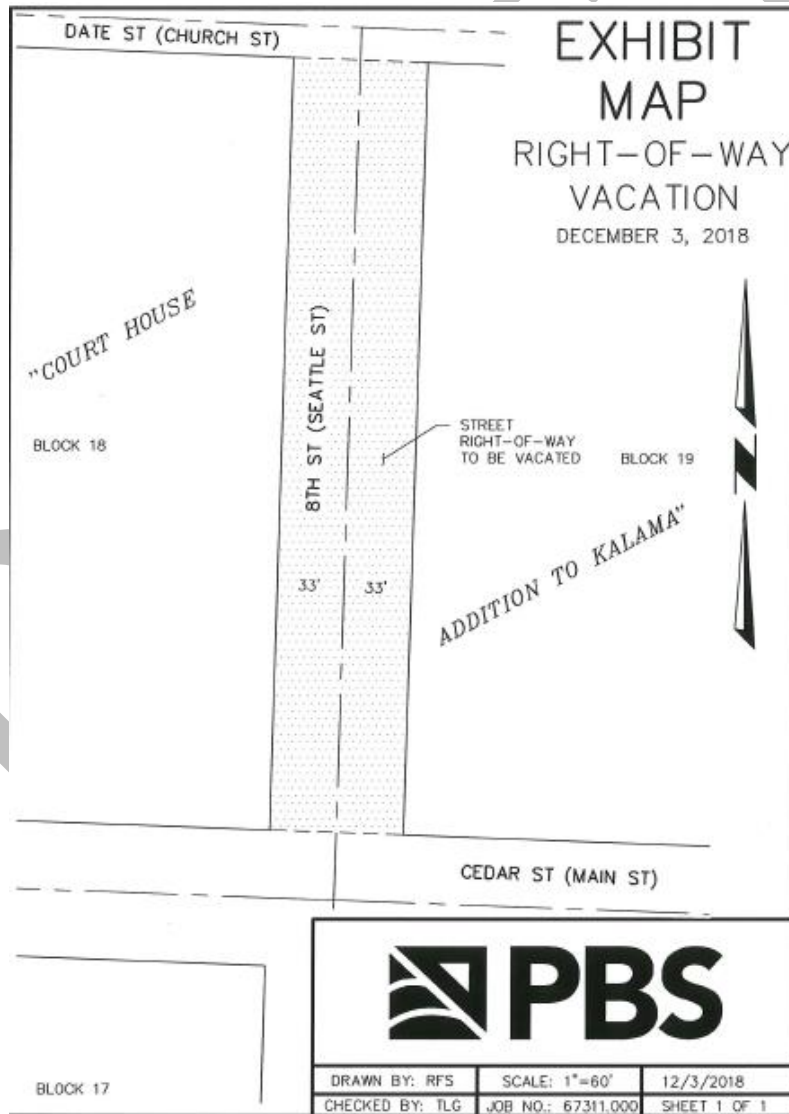 DATE ST (CHURCH ST)
EXHIBIT
MAP
RIGHT-OF-WAY
VACATION
DECEMBER 3, 2018
"COURT HOUSE
8TH ST (SEATTLE ST)
BLOCK 18
STREET
RIGHT-OF-WAY
TO BE VACATED
BLOCK 19
N
33' 33'
ADDITION TO KALAMA"
CEDAR ST (MAIN ST)
PBS
BLOCK 17
DRAWN BY: RFS SCALE: 1"=60' 12/3/2018
CHECKED BY: TLG JOB NO.: 67311.000 SHEET 1 OF 1